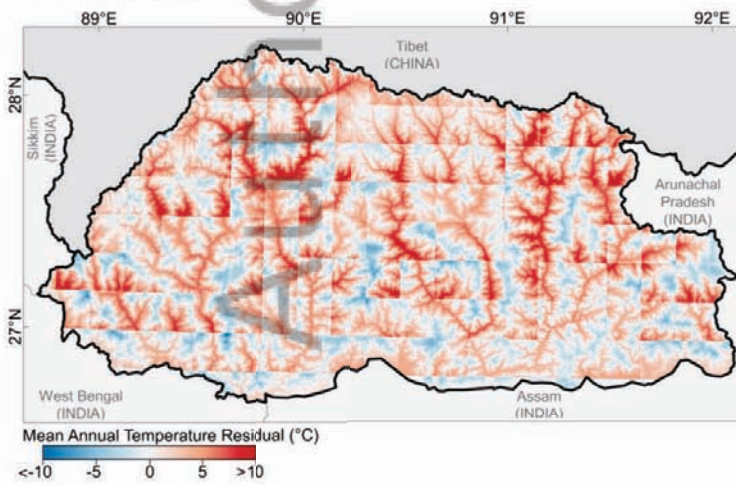 89°E 90°E 91°E 92°E
Tibet
(CHINA)
28°N
Sikkim
(INDIA)
Arunachal
Pradesh
(INDIA)
27°N
West Bengal
(INDIA)
Assam
(INDIA)
Mean Annual Temperature Residual (°C)
<-10 -5 0 5 >10
Autho